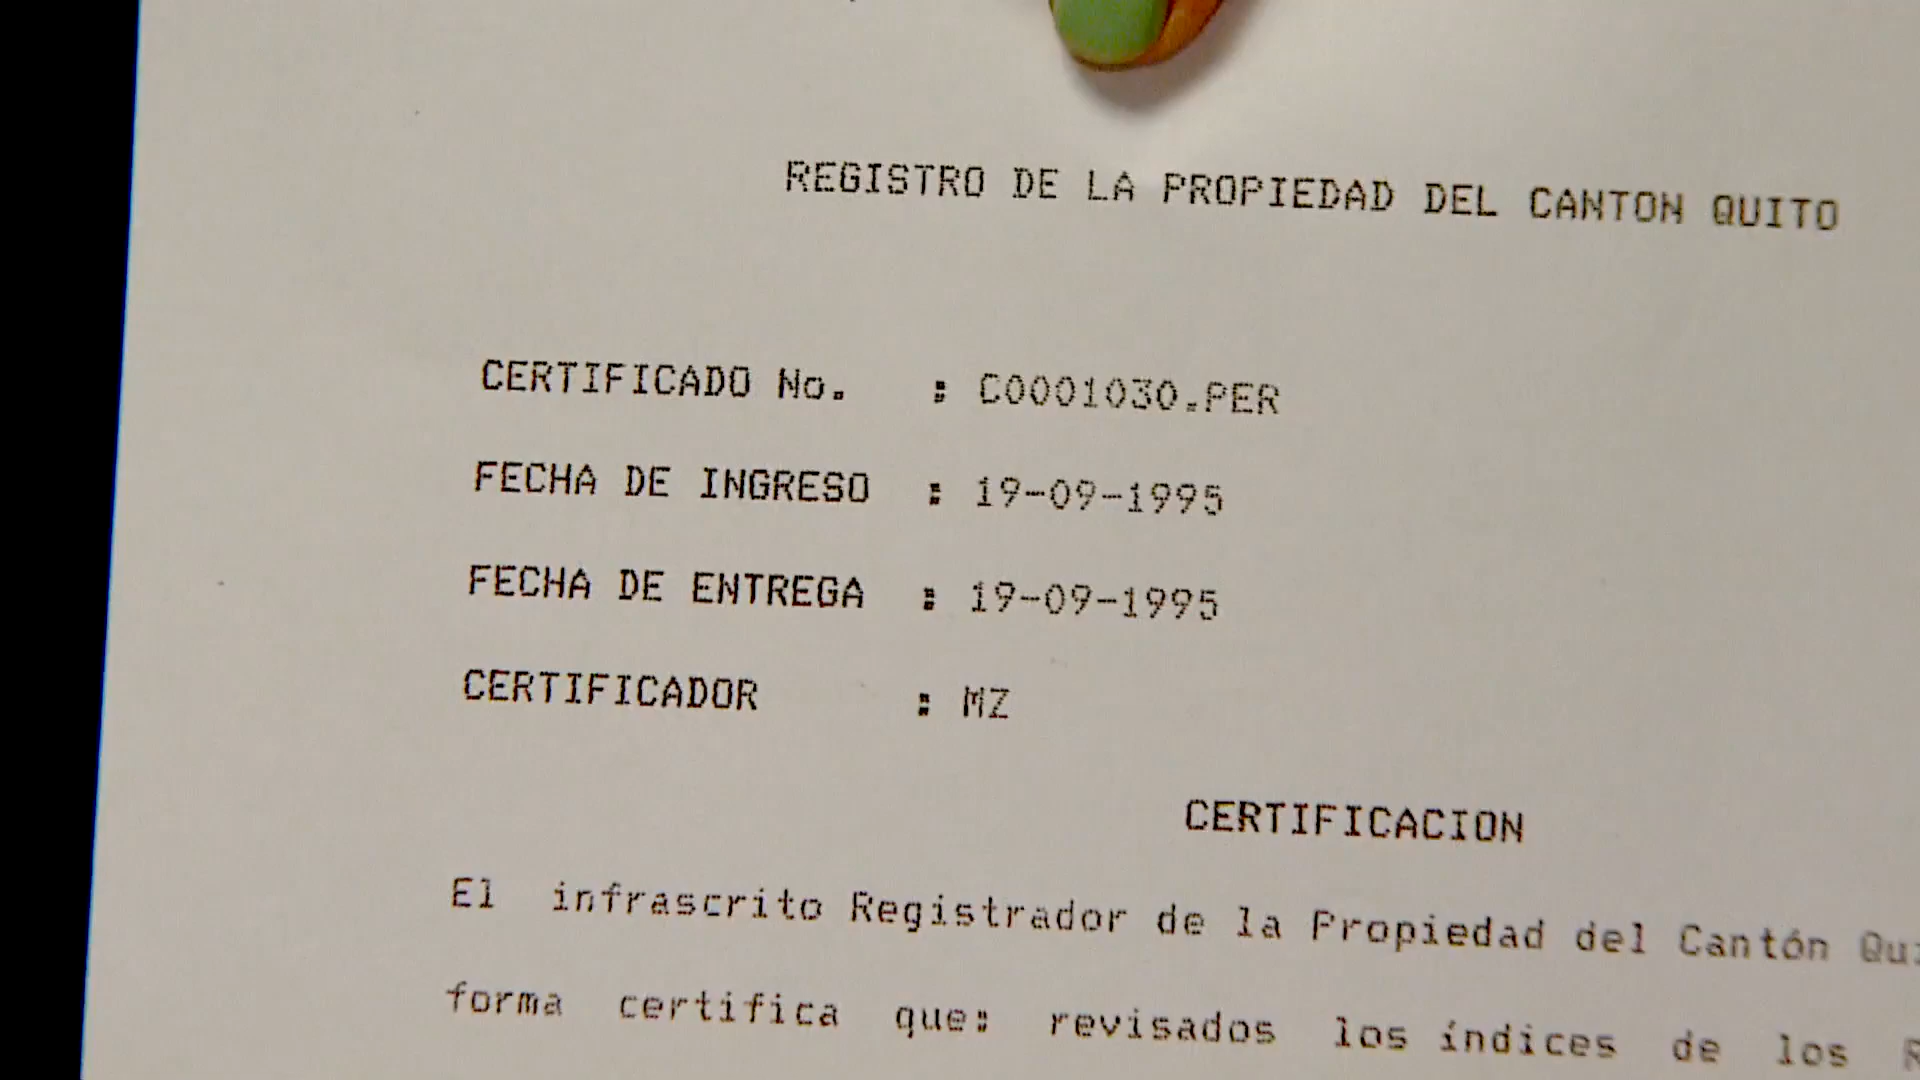 REGISTRO DE LA PROPIEDAD DEL CANTON QUITO
CERTIFICADO No. : C0001030.PER
FECHA DE INGRESO : 19-09-1995
FECHA DE ENTREGA : 19-09-1995
CERTIFICADOR : MZ
CERTIFICACION
El infrascrito Registrador de la Propiedad del Cantón
forma certifica que: revisados los índices de los